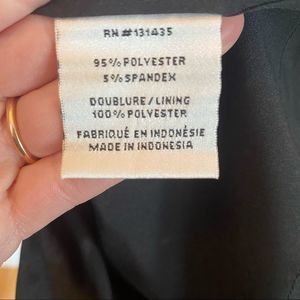 RN#131435
95% POLYESTER
5% SPANDEX
DOUBLURE/LINING
100% POLYESTER
FABRIQUÉ EN INDONÉSIE
MADE IN INDONESIA